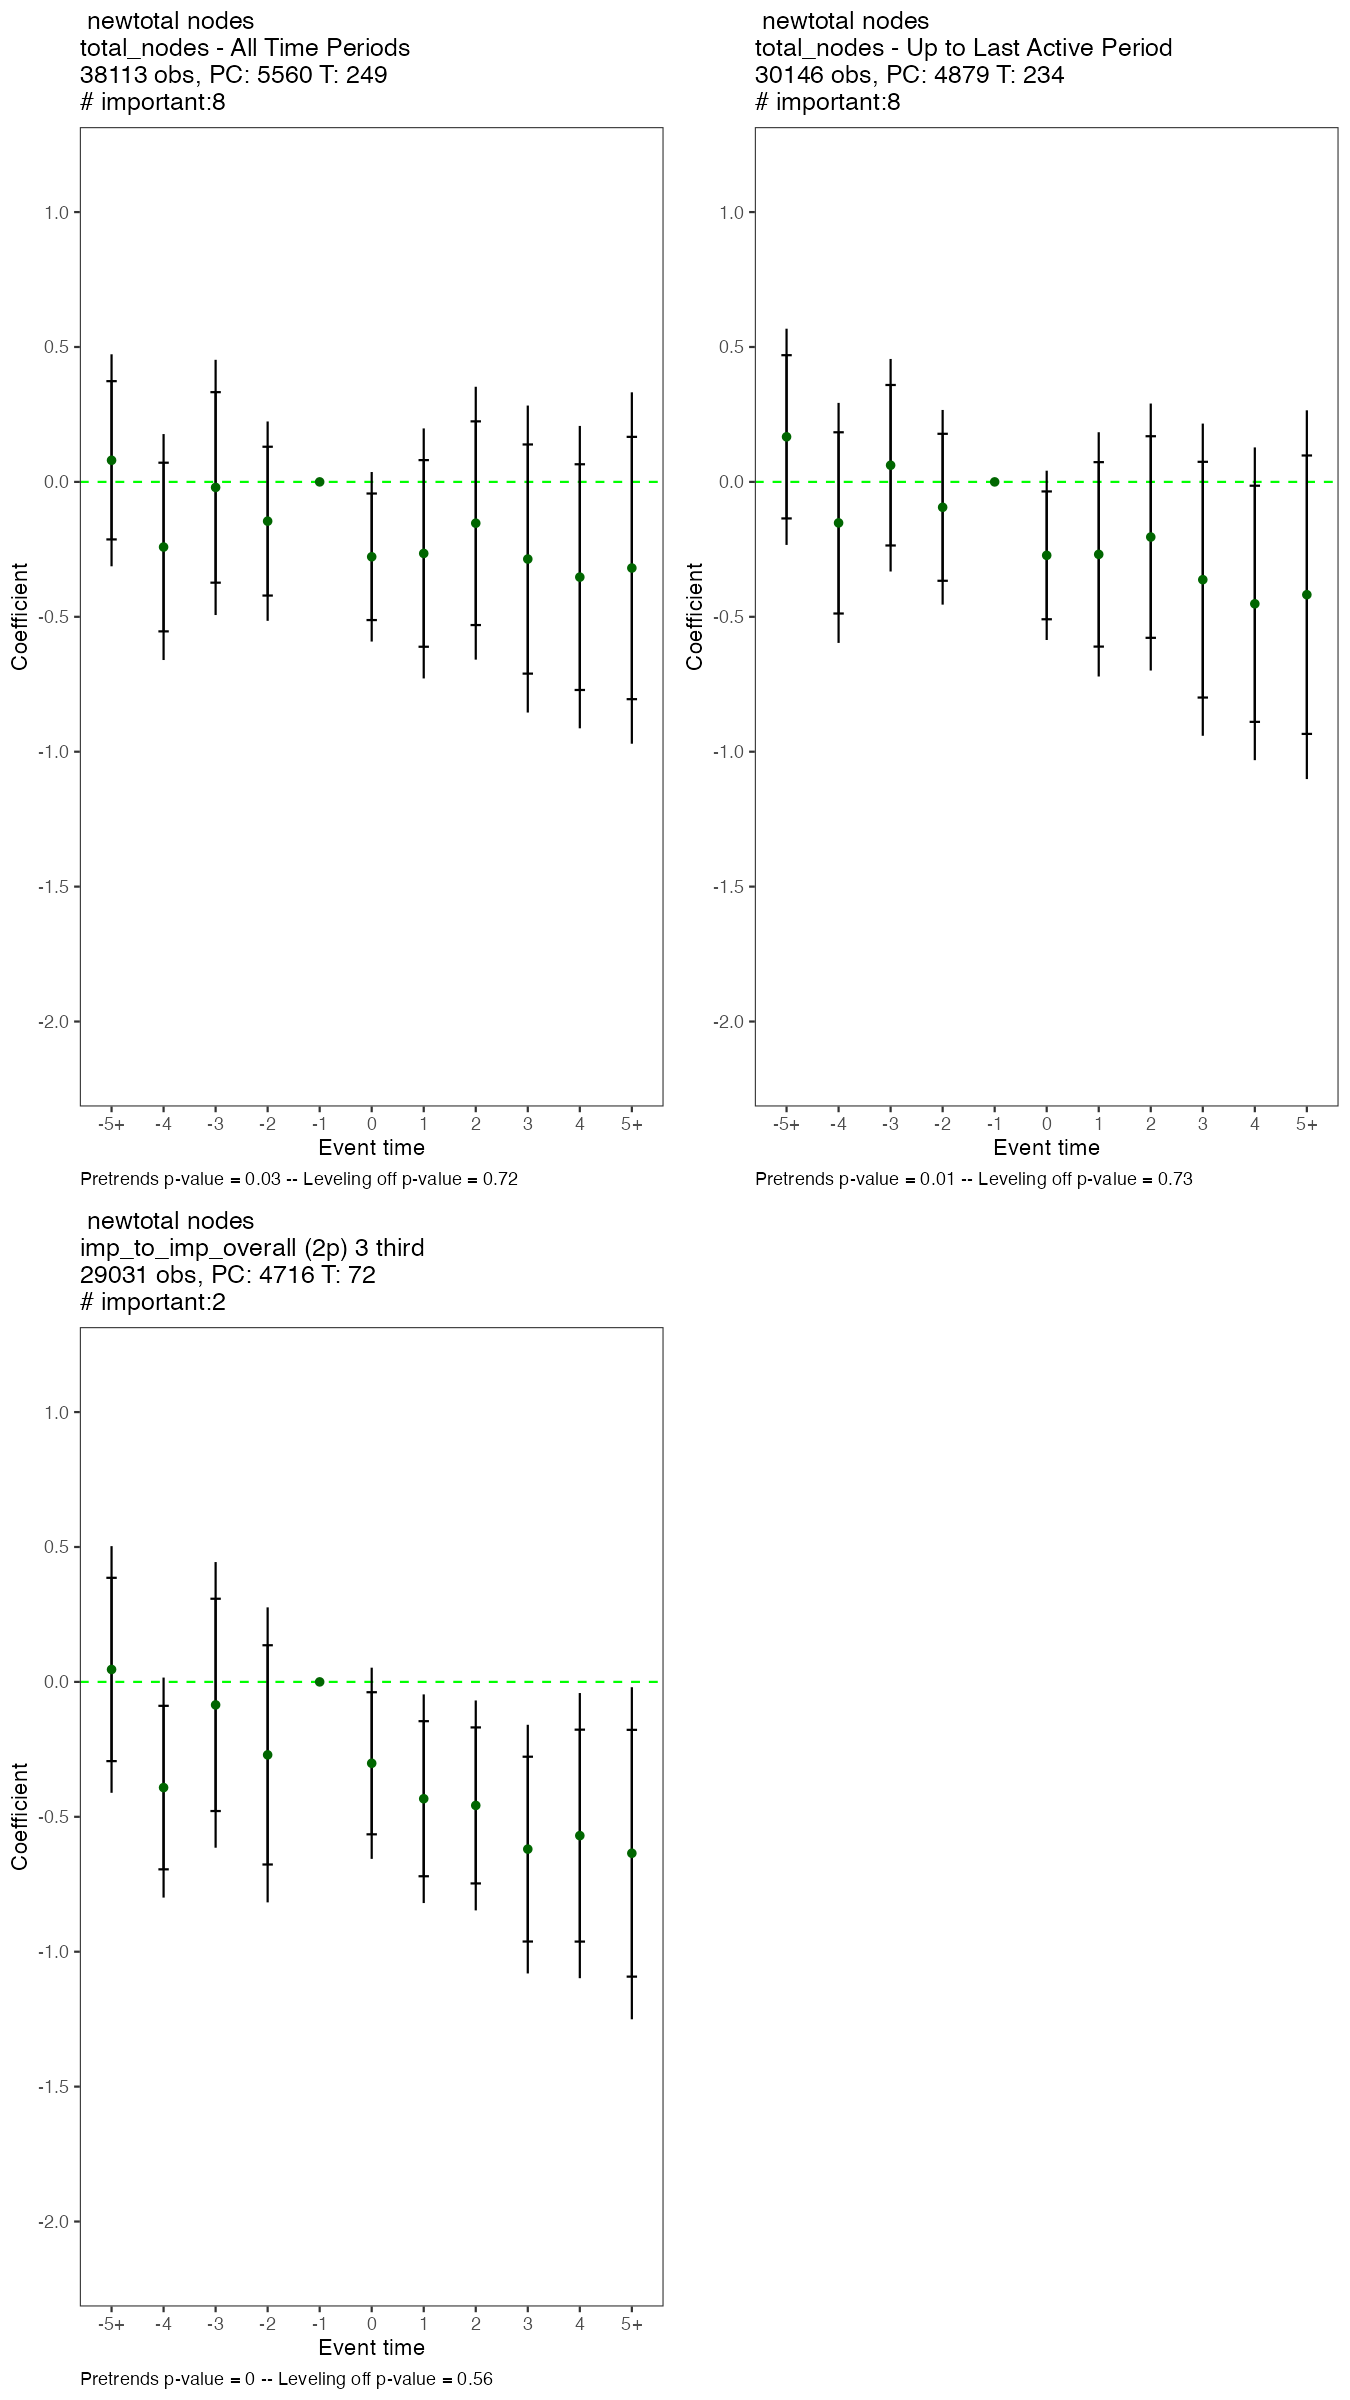 newtotal nodes
total_nodes - All Time Periods
38113 obs, PC: 5560 T: 249
# important:8
1.0
0.5
0.0
-0.5
-1.0
-1.5
-2.0
Coefficient
-5+ -4 -3 -2 -1 0 1 2 3 4 5+
Event time
Pretrends p-value = 0.03 -- Leveling off p-value = 0.72
newtotal nodes
total_nodes - Up to Last Active Period
30146 obs, PC: 4879 T: 234
# important:8
1.0
0.5
0.0
-0.5
-1.0
-1.5
-2.0
Coefficient
-5+ -4 -3 -2 -1 0 1 2 3 4 5+
Event time
Pretrends p-value = 0.01 -- Leveling off p-value = 0.73
newtotal nodes
imp_to_imp_overall (2p) 3 third
29031 obs, PC: 4716 T: 72
# important:2
1.0
0.5
0.0
-0.5
-1.0
-1.5
-2.0
Coefficient
-5+ -4 -3 -2 -1 0 1 2 3 4 5+
Event time
Pretrends p-value = 0 -- Leveling off p-value = 0.56